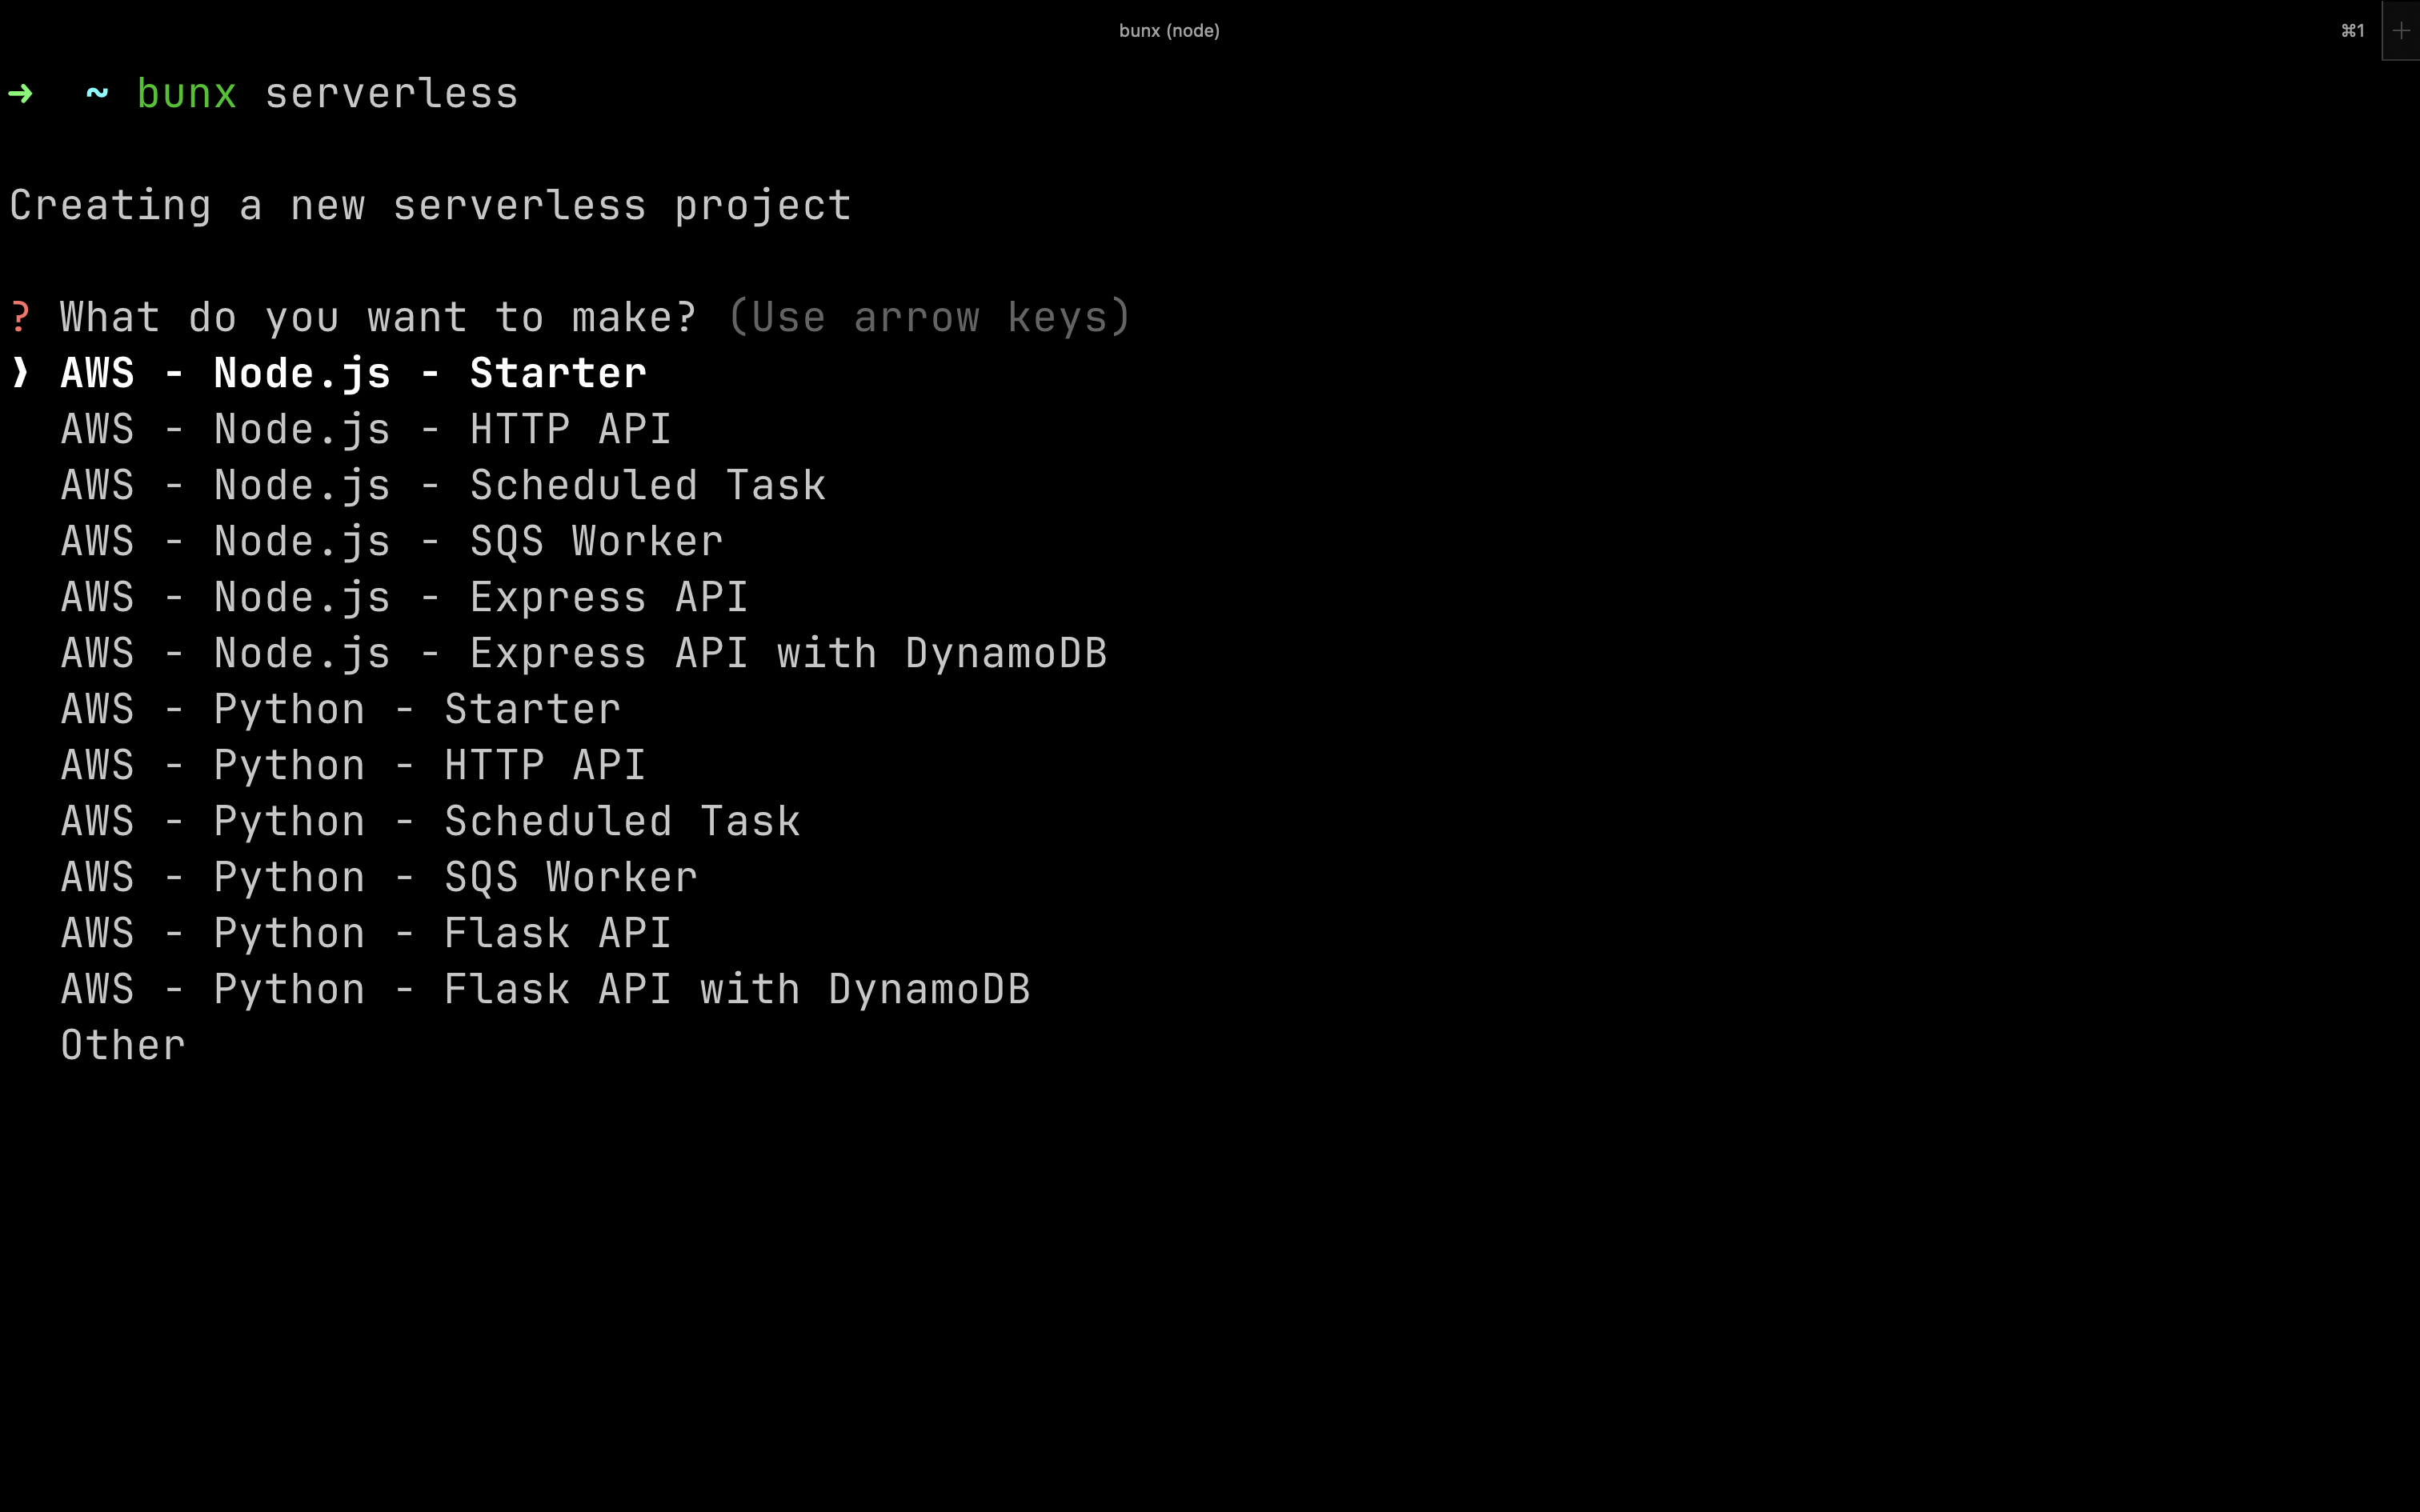 bunx (node)
⌘1
➜ ~ bunx serverless
Creating a new serverless project
? What do you want to make? (Use arrow keys)
❯ AWS - Node.js - Starter
AWS - Node.js - HTTP API
AWS - Node.js - Scheduled Task
AWS - Node.js - SQS Worker
AWS - Node.js - Express API
AWS - Node.js - Express API with DynamoDB
AWS - Python - Starter
AWS - Python - HTTP API
AWS - Python - Scheduled Task
AWS - Python - SQS Worker
AWS - Python - Flask API
AWS - Python - Flask API with DynamoDB
Other